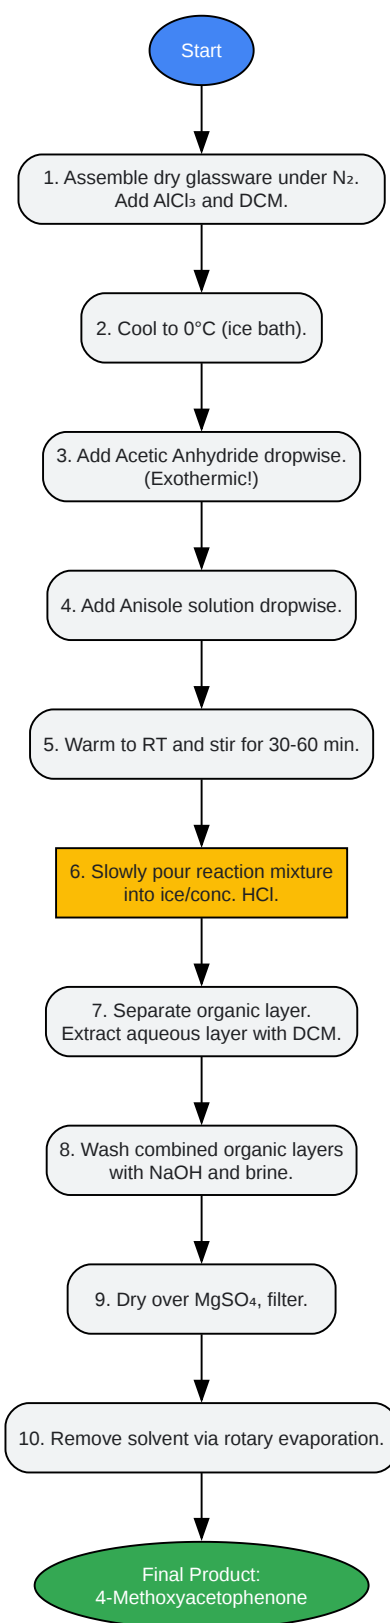 Start
1. Assemble dry glassware under N₂.
Add AlCl₃ and DCM.
2. Cool to 0°C (ice bath).
3. Add Acetic Anhydride dropwise.
(Exothermic!)
4. Add Anisole solution dropwise.
5. Warm to RT and stir for 30-60 min.
6. Slowly pour reaction mixture
into ice/conc. HCl.
7. Separate organic layer.
Extract aqueous layer with DCM.
8. Wash combined organic layers
with NaOH and brine.
9. Dry over MgSO₄, filter.
10. Remove solvent via rotary evaporation.
Final Product:
4-Methoxyacetophenone